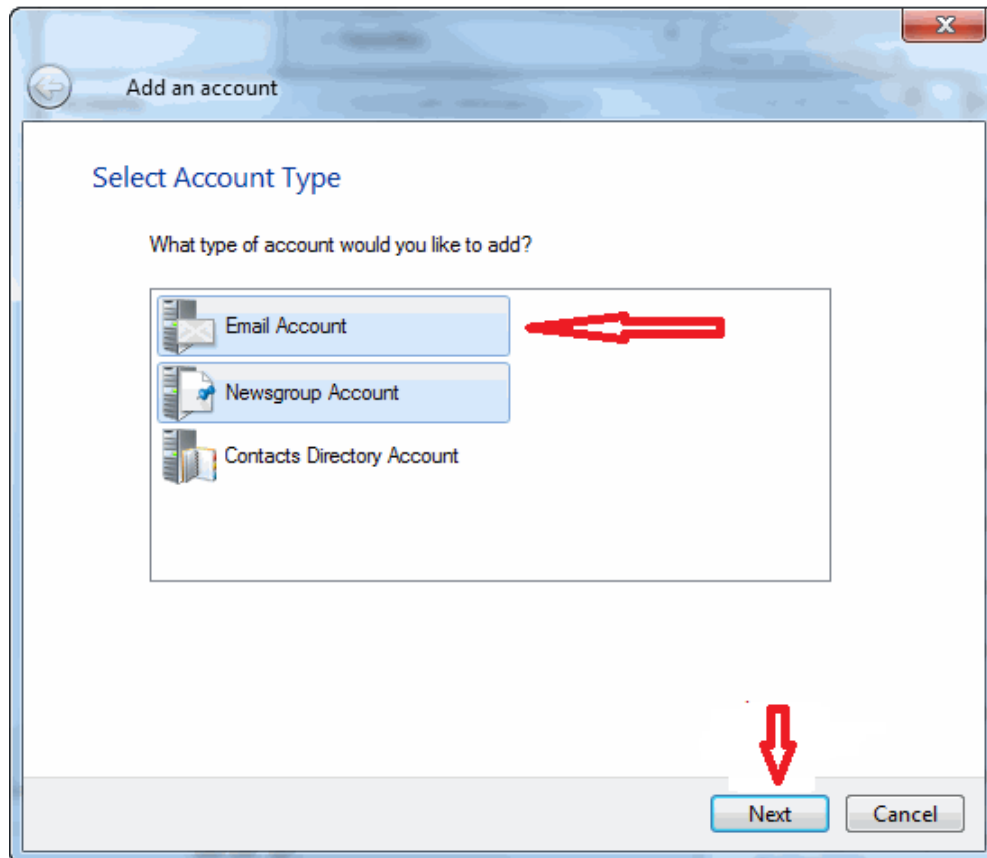 Add an account
Select Account Type
What type of account would you like to add?
Email Account
Newsgroup Account
Contacts Directory Account
Next
Cancel